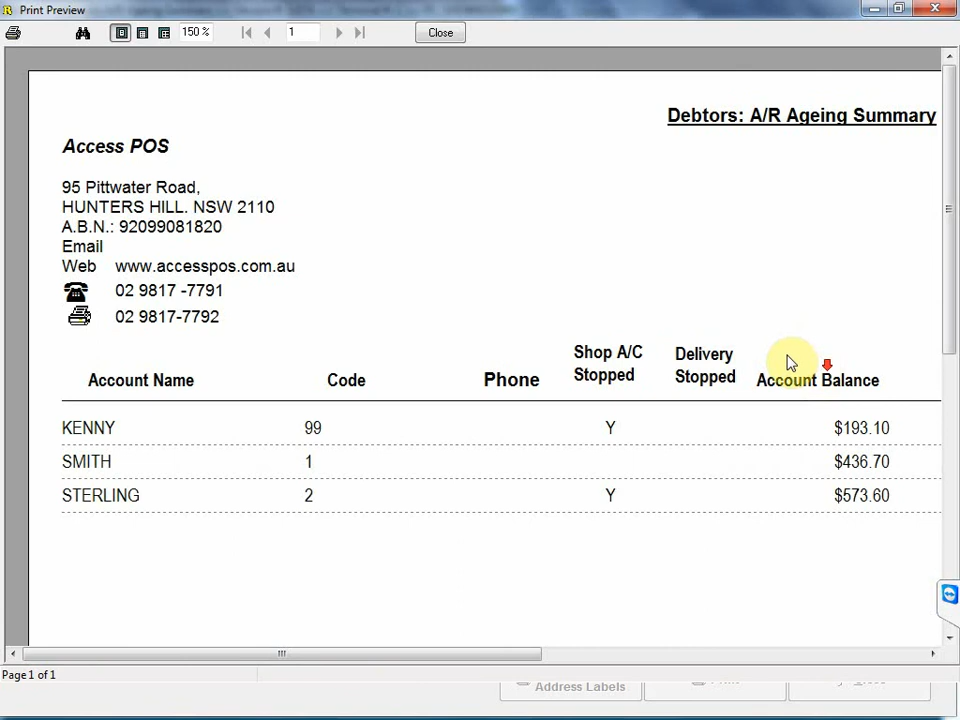 Print Preview
150 %
1
Close
Debtors: A/R Ageing Summary
Access POS
95 Pittwater Road,
HUNTERS HILL. NSW 2110
A.B.N.: 92099081820
Email
Web www.accesspos.com.au
02 9817 -7791
02 9817-7792
Account Name Code Phone Shop A/C Stopped Delivery Stopped Account Balance
KENNY 99 Y $193.10
SMITH 1 $436.70
STERLING 2 Y $573.60
Page 1 of 1
Address Labels